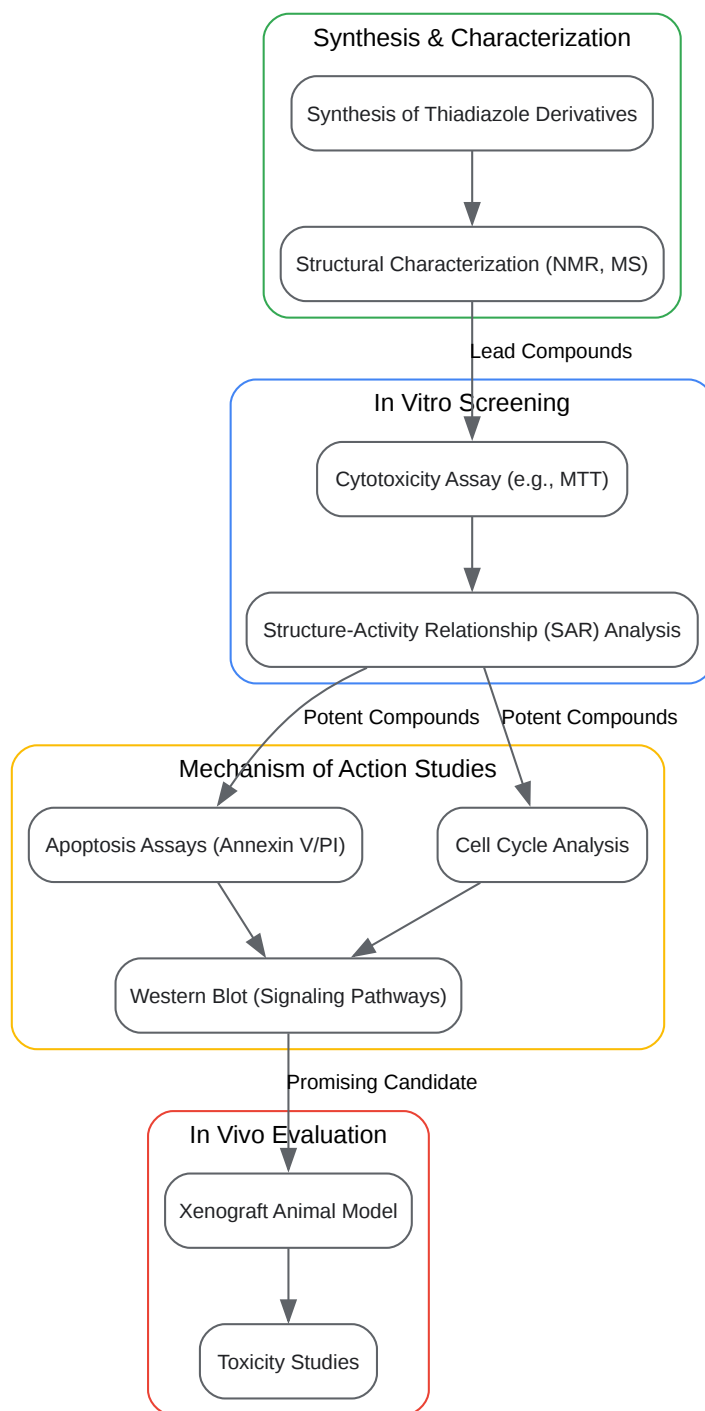 Synthesis & Characterization
Synthesis of Thiadiazole Derivatives
Structural Characterization (NMR, MS)
Lead Compounds
In Vitro Screening
Cytotoxicity Assay (e.g., MTT)
Structure-Activity Relationship (SAR) Analysis
Potent Compounds
Potent Compounds
Mechanism of Action Studies
Apoptosis Assays (Annexin V/PI)
Cell Cycle Analysis
Western Blot (Signaling Pathways)
Promising Candidate
In Vivo Evaluation
Xenograft Animal Model
Toxicity Studies